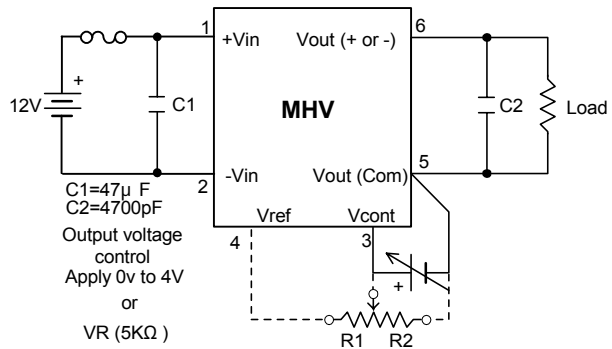 1
6
+Vin
Vout (+ or -)
+
12V
C1
MHV
C2
Load
2
5
-Vin
Vout (Com)
C1=47μ F
C2=4700pF
Vref
Vcont
4
3
Output voltage
control
Apply 0v to 4V
or
VR (5KΩ )
+
R1
R2